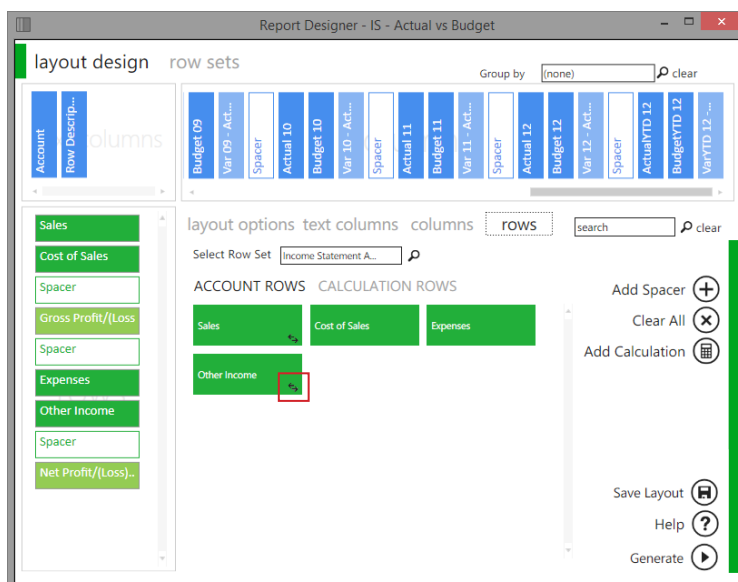 Report Designer - IS - Actual vs Budget
layout design row sets
Group by (none) clear
Account
Row Descrip...
columns
Budget 09
Var 09 - Act...
Spacer
Actual 10
Budget 10
Var 10 - Act...
Spacer
Actual 11
Budget 11
Var 11 - Act...
Spacer
Actual 12
Budget 12
Var 12 - Act...
Spacer
ActualYTD 12
BudgetYTD 12
VarYTD 12 -...
Sales
Cost of Sales
Spacer
Gross Profit/(Loss
Spacer
Expenses
Other Income
Spacer
Net Profit/(Loss)..
layout options text columns columns rows search clear
Select Row Set Income Statement A...
ACCOUNT ROWS CALCULATION ROWS
Sales Cost of Sales Expenses
Other Income
Add Spacer
Clear All
Add Calculation
Save Layout
Help ?
Generate